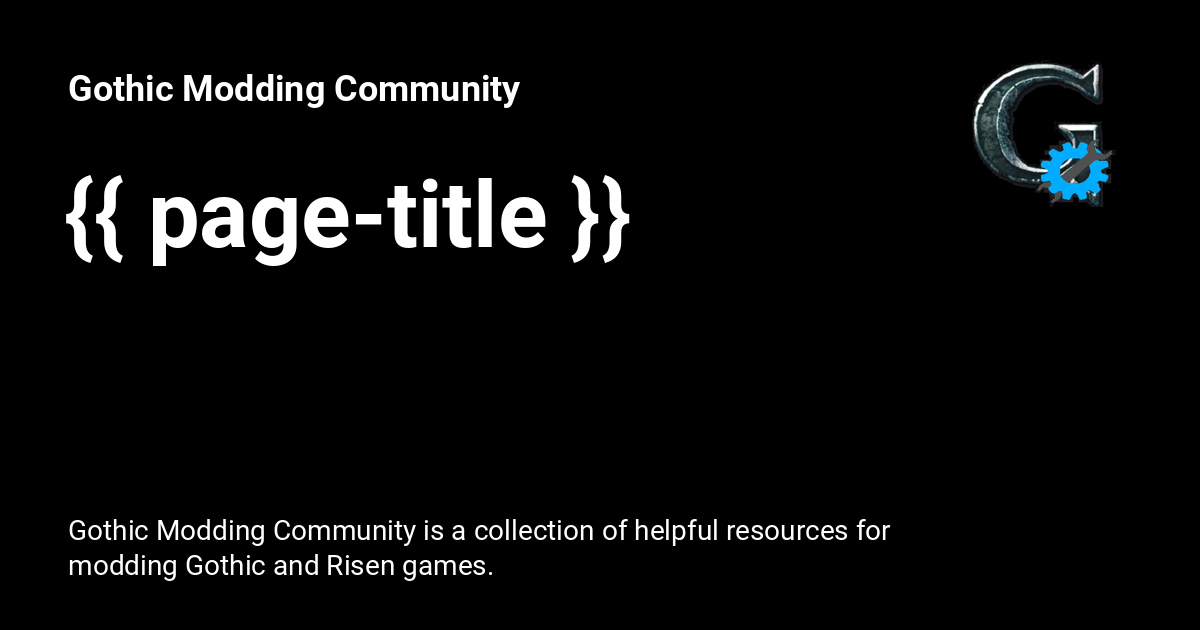 Gothic Modding Community
{{ page-title }}
Gothic Modding Community is a collection of helpful resources for
modding Gothic and Risen games.